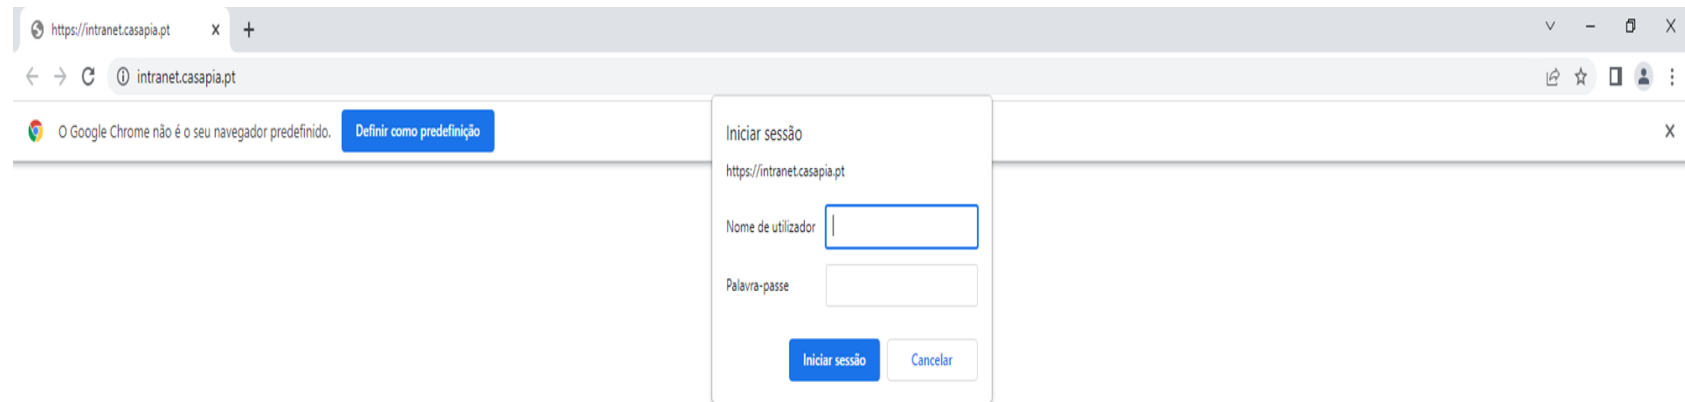 https://intranet.casapia.pt
intranet.casapia.pt
O Google Chrome não é o seu navegador predefinido. Definir como predefinição
Iniciar sessão
https://intranet.casapia.pt
Nome de utilizador
Palavra-passe
Iniciar sessão Cancelar